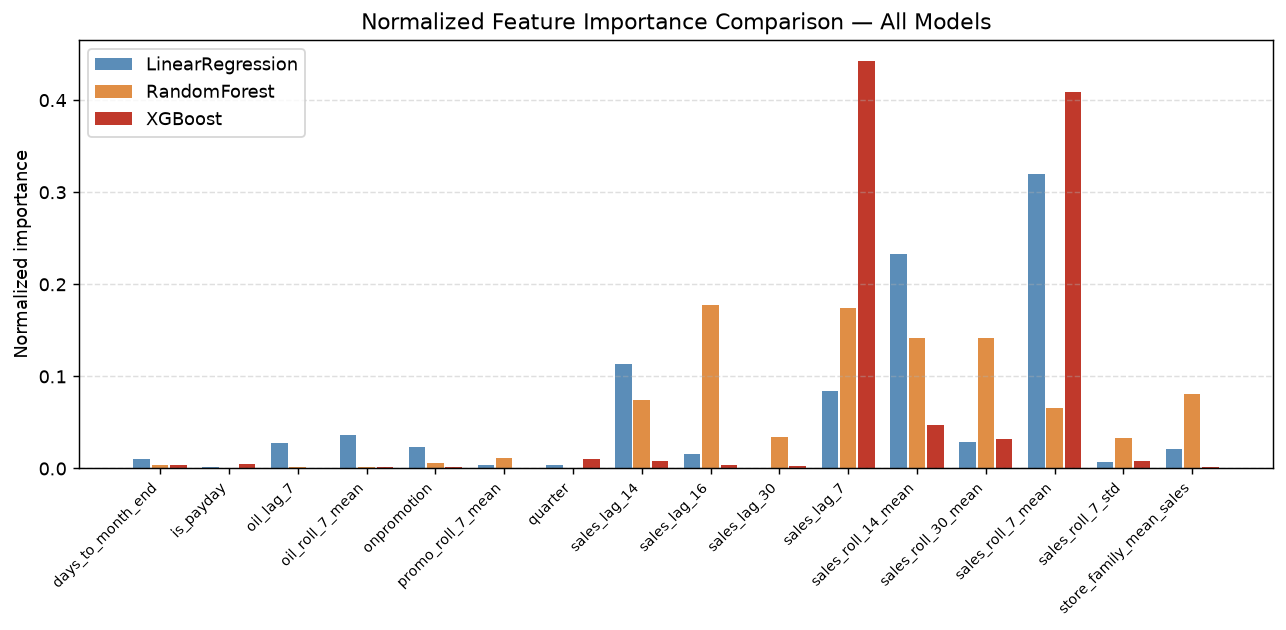 Normalized Feature Importance Comparison — All Models
LinearRegression
RandomForest
XGBoost
Normalized importance
0.4
0.3
0.2
0.1
0.0
days_to_month_end
is_payday
oil_lag_7
oil_roll_7_mean
onpromotion
promo_roll_7_mean
quarter
sales_lag_14
sales_lag_16
sales_lag_30
sales_lag_7
sales_roll_14_mean
sales_roll_30_mean
sales_roll_7_mean
sales_roll_7_std
store_family_mean_sales